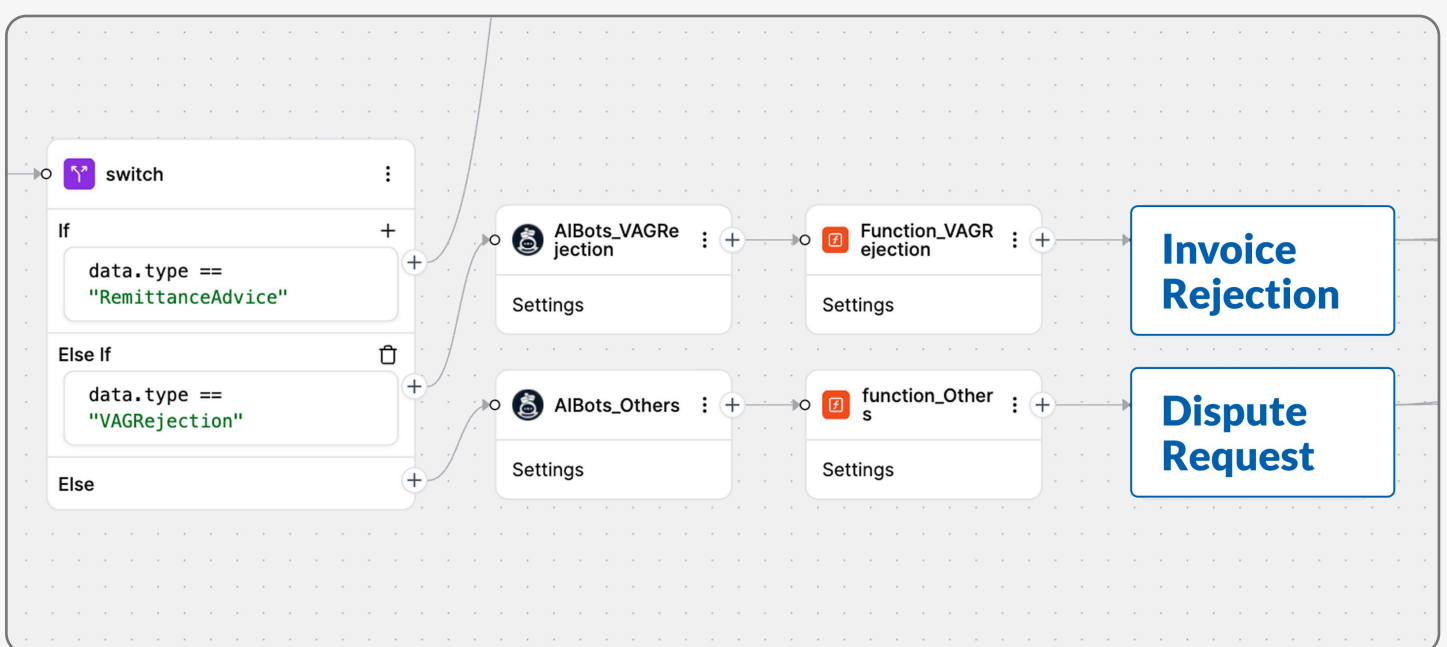 switch
If
data.type ==
"RemittanceAdvice"
Else If
data.type ==
"VAGRejection"
Else
AIBots_VAGRe
jection
Settings
Function_VAGR
ejection
Settings
Invoice
Rejection
AIBots_Others
Settings
function_Other
s
Settings
Dispute
Request